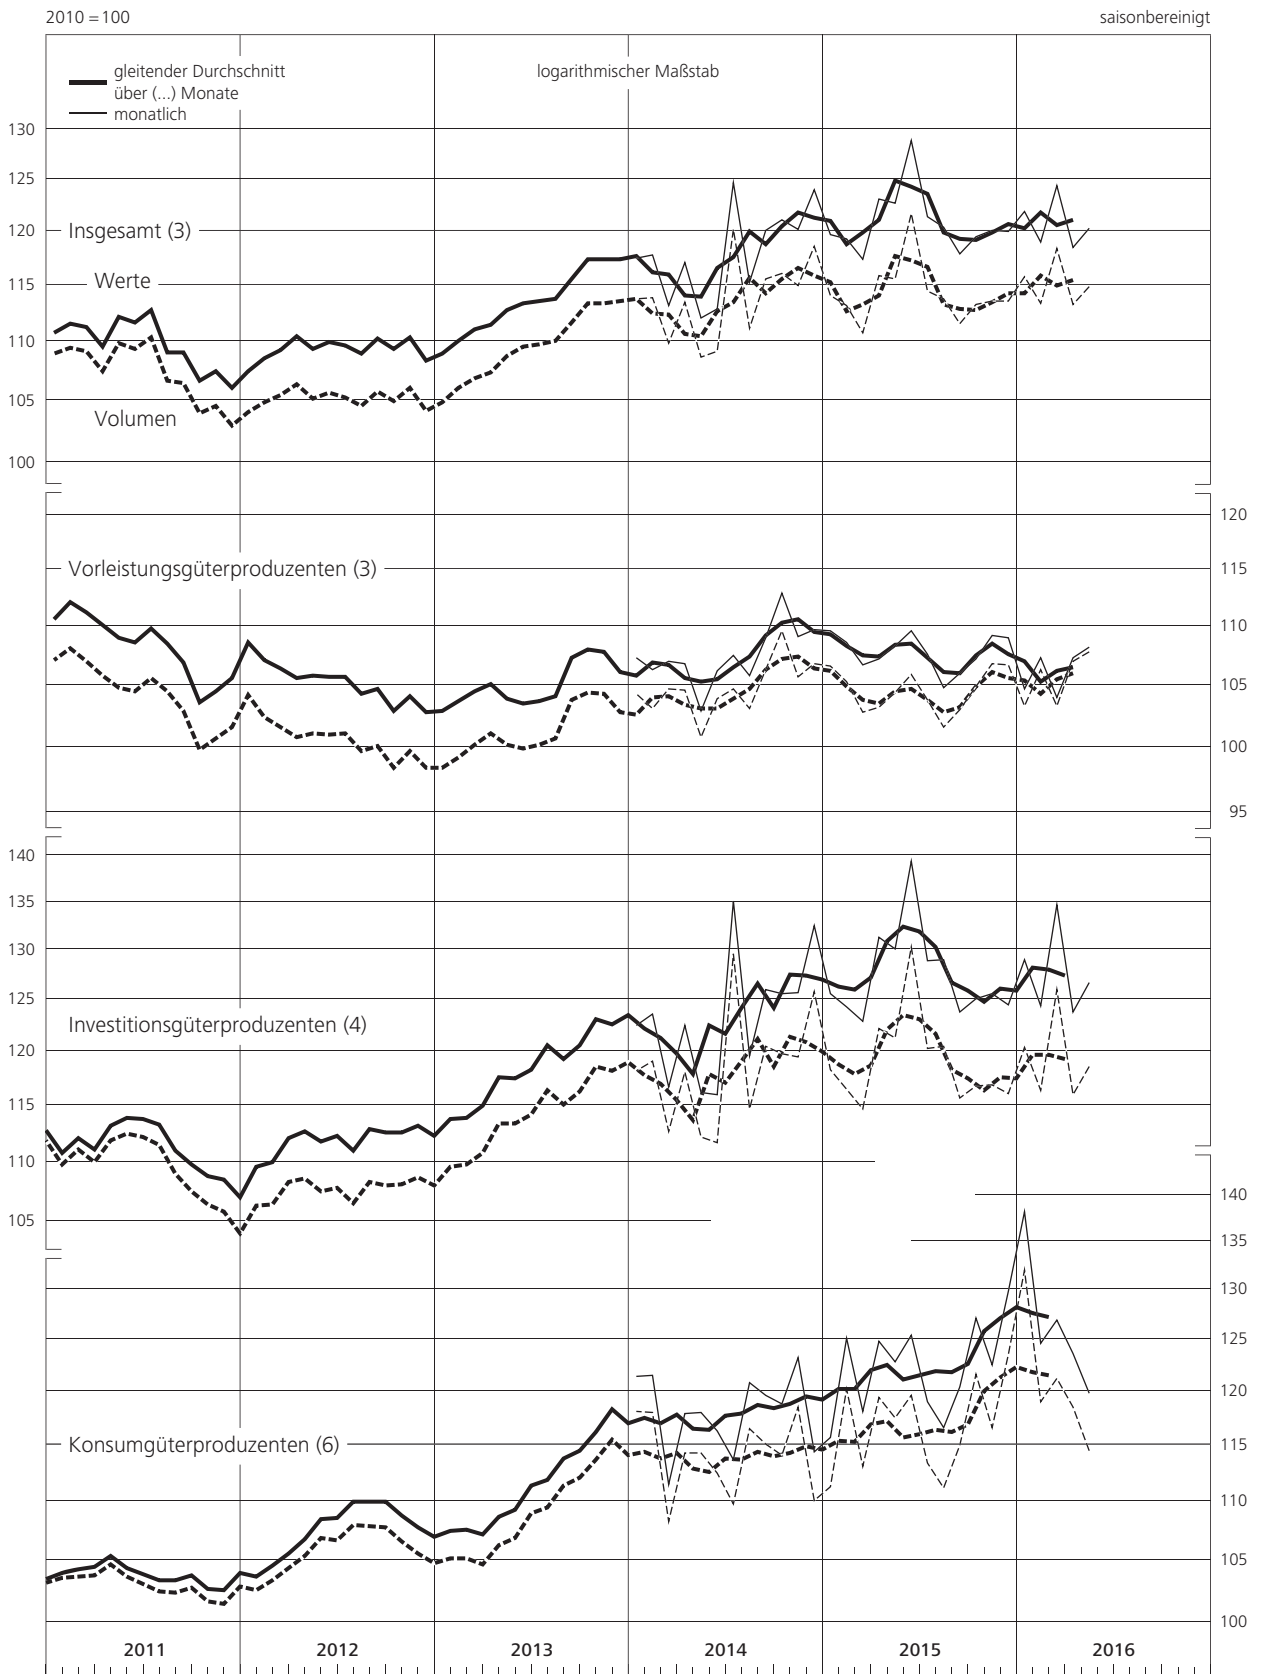 2010 = 100
saisonbereinigt
gleitender Durchschnitt
über (...) Monate
monatlich
logarithmischer Maßstab
130
125
120
Insgesamt (3)
Werte
115
110
105
Volumen
100
120
Vorleistungsgüterproduzenten (3)
115
110
105
100
95
140
135
130
125
Investitionsgüterproduzenten (4)
120
115
110
140
105
135
130
125
120
Konsumgüterproduzenten (6)
115
110
105
100
2011 2012 2013 2014 2015 2016